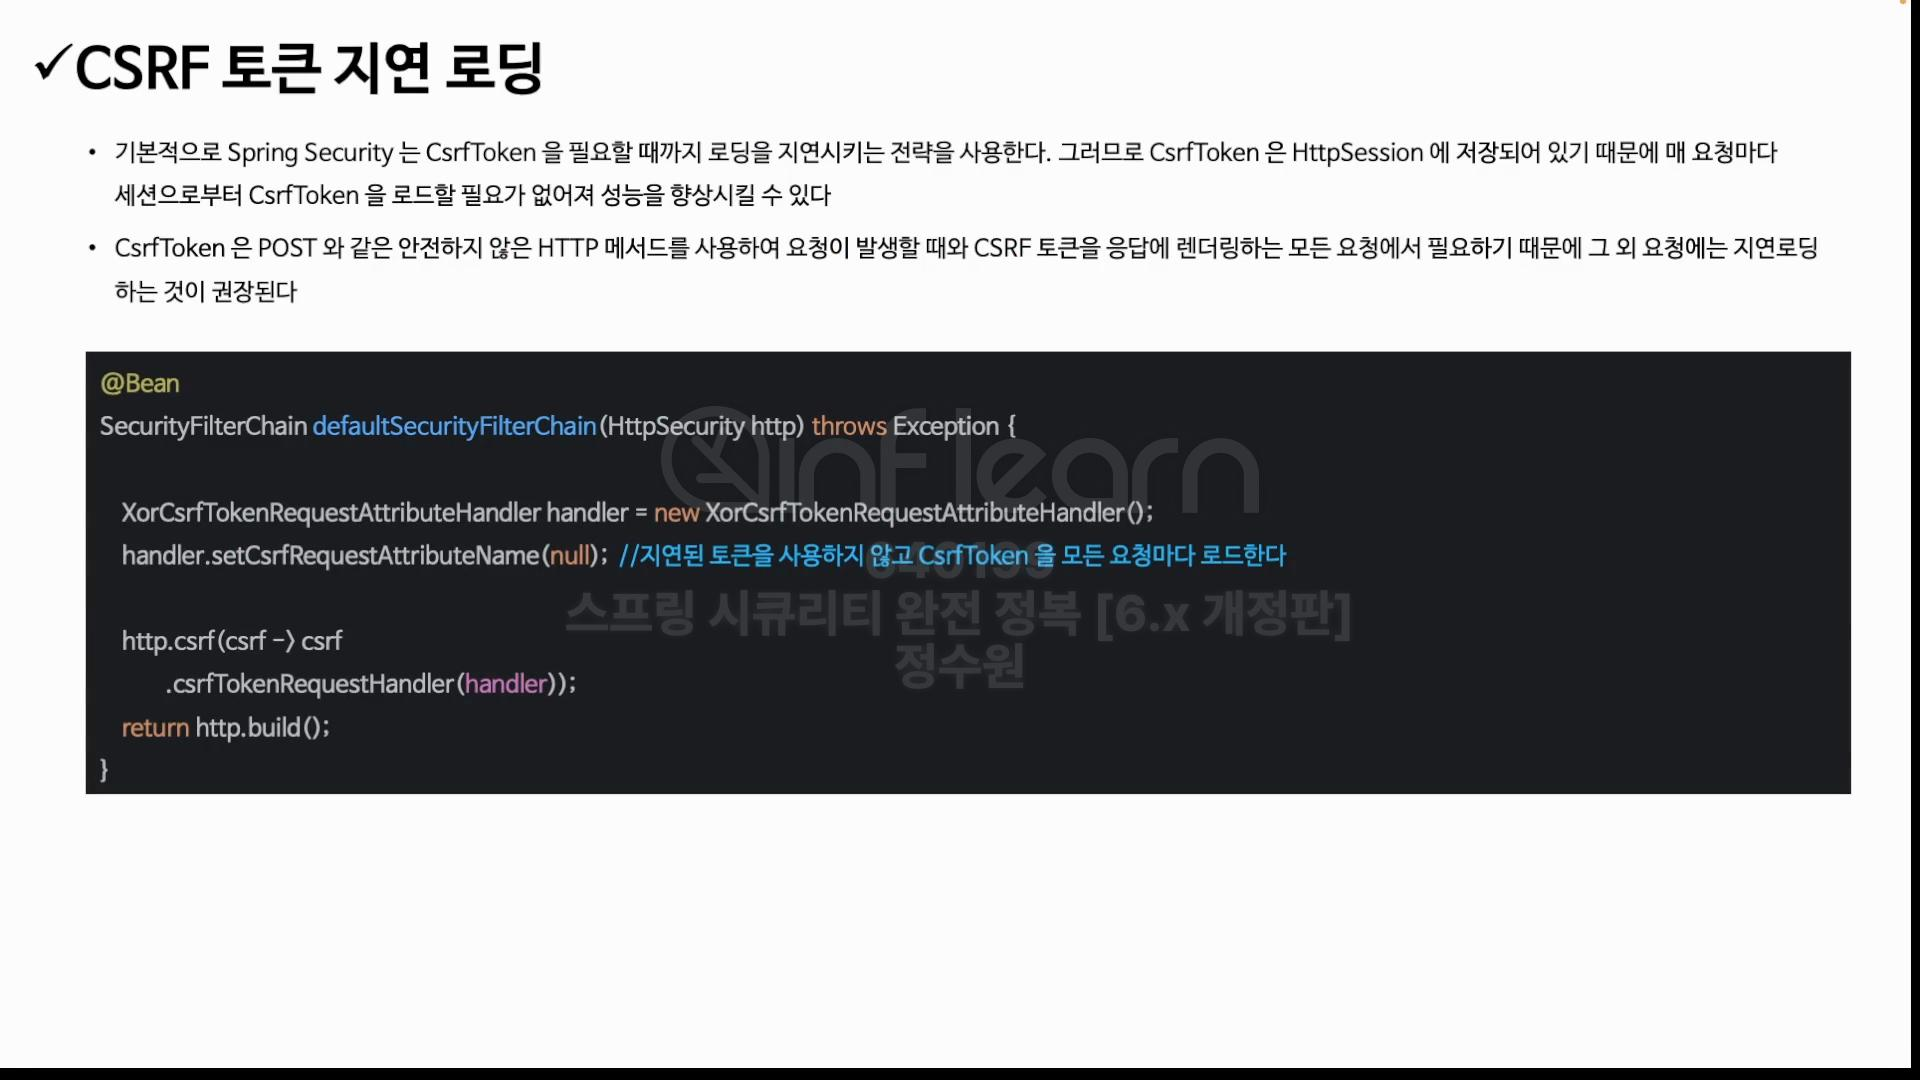 ✓CSRF 토큰 지연 로딩
• 기본적으로 Spring Security 는 CsrfToken 을 필요할 때까지 로딩을 지연시키는 전략을 사용한다. 그러므로 CsrfToken 은 HttpSession 에 저장되어 있기 때문에 매 요청마다
세션으로부터 CsrfToken 을 로드할 필요가 없어져 성능을 향상시킬 수 있다
• CsrfToken 은 POST 와 같은 안전하지 않은 HTTP 메서드를 사용하여 요청이 발생할 때와 CSRF 토큰을 응답에 렌더링하는 모든 요청에서 필요하기 때문에 그 외 요청에는 지연로딩
하는 것이 권장된다
@Bean
SecurityFilterChain defaultSecurityFilterChain(HttpSecurity http) throws Exception {
XorCsrfTokenRequestAttributeHandler handler = new XorCsrfTokenRequestAttributeHandler();
handler.setCsrfRequestAttributeName(null); //지연된 토큰을 사용하지 않고 CsrfToken 을 모든 요청마다 로드한다
http.csrf(csrf -> csrf
.csrfTokenRequestHandler(handler));
return http.build();
}
inflearn
스프링 시큐리티 완전 정복 [6.x 개정판]
정수원